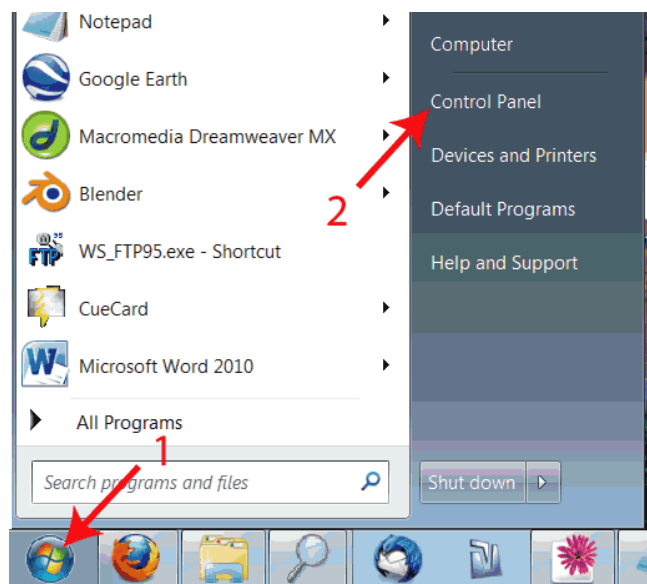 Notepad
Google Earth
Macromedia Dreamweaver MX
Blender
WS_FTP95.exe - Shortcut
CueCard
Microsoft Word 2010
All Programs
1
Search programs and files
Computer
Control Panel
2
Devices and Printers
Default Programs
Help and Support
Shut down
95
FTP
W